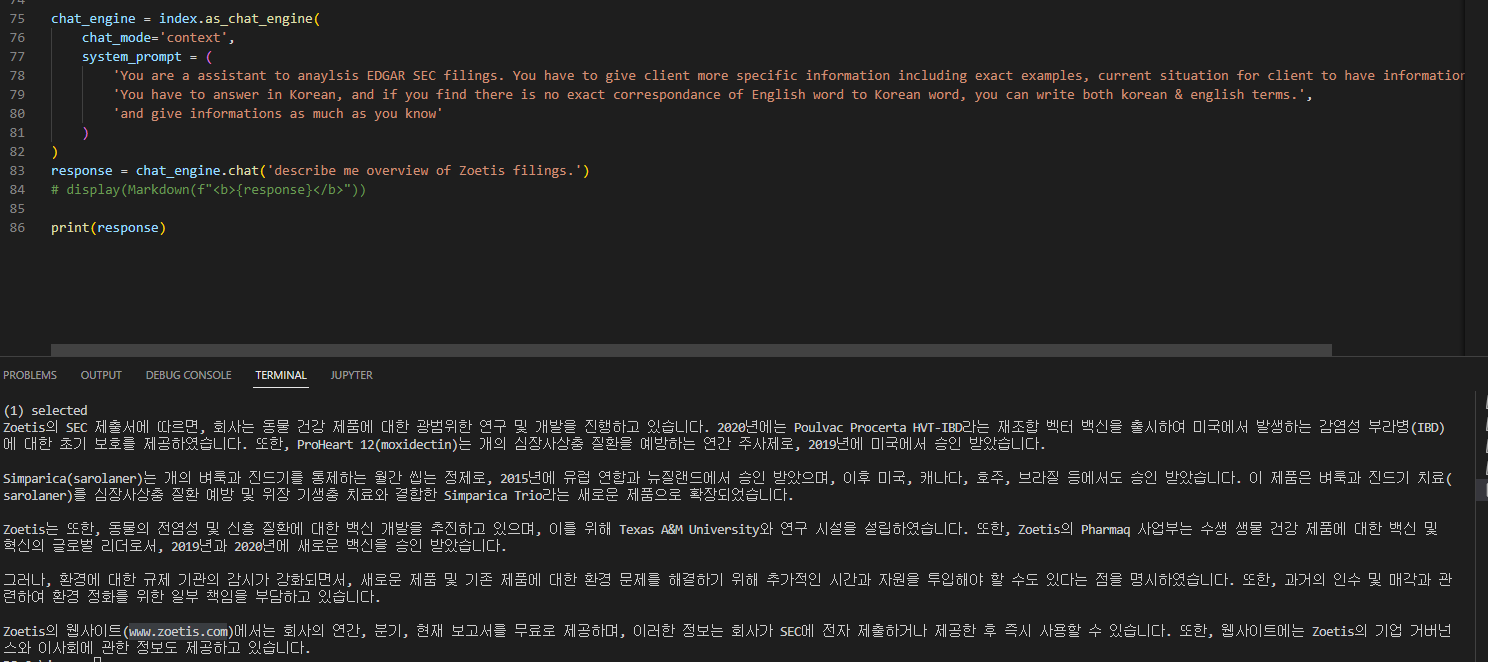 74
75 chat_engine = index.as_chat_engine(
76 chat_mode='context',
77 system_prompt = (
78 'You are a assistant to anaylsis EDGAR SEC filings. You have to give client more specific information including exact examples, current situation for client to have information
79 'You have to answer in Korean, and if you find there is no exact correspondance of English word to Korean word, you can write both korean & english terms.',
80 'and give informations as much as you know'
81 )
82 )
83 response = chat_engine.chat('describe me overview of Zoetis filings.')
84 # display(Markdown(f"<b>{response}</b>"))
85
86 print(response)
PROBLEMS OUTPUT DEBUG CONSOLE TERMINAL JUPYTER
(1) selected
Zoetis의 SEC 제출서에 따르면, 회사는 동물 건강 제품에 대한 광범위한 연구 및 개발을 진행하고 있습니다. 2020년에는 Poulvac Procerta HVT-IBD라는 재조합 벡터 백신을 출시하여 미국에서 발생하는 감염성 부라병(IBD)
에 대한 초기 보호를 제공하였습니다. 또한, ProHeart 12(moxidectin)는 개의 심장사상충 질환을 예방하는 연간 주사제로, 2019년에 미국에서 승인 받았습니다.
Simparica(sarolaner)는 개의 벼룩과 진드기를 통제하는 월간 씹는 정제로, 2015년에 유럽 연합과 뉴질랜드에서 승인 받았으며, 이후 미국, 캐나다, 호주, 브라질 등에서도 승인 받았습니다. 이 제품은 벼룩과 진드기 치료(
sarolaner)를 심장사상충 질환 예방 및 위장 기생충 치료와 결합한 Simparica Trio라는 새로운 제품으로 확장되었습니다.
Zoetis는 또한, 동물의 전염성 및 신흥 질환에 대한 백신 개발을 추진하고 있으며, 이를 위해 Texas A&M University와 연구 시설을 설립하였습니다. 또한, Zoetis의 Pharmaq 사업부는 수생 생물 건강 제품에 대한 백신 및
혁신의 글로벌 리더로서, 2019년과 2020년에 새로운 백신을 승인 받았습니다.
그러나, 환경에 대한 규제 기관의 감시가 강화되면서, 새로운 제품 및 기존 제품에 대한 환경 문제를 해결하기 위해 추가적인 시간과 자원을 투입해야 할 수도 있다는 점을 명시하였습니다. 또한, 과거의 인수 및 매각과 관
련하여 환경 정화를 위한 일부 책임을 부담하고 있습니다.
Zoetis의 웹사이트(www.zoetis.com)에서는 회사의 연간, 분기, 현재 보고서를 무료로 제공하며, 이러한 정보는 회사가 SEC에 전자 제출하거나 제공한 후 즉시 사용할 수 있습니다. 또한, 웹사이트에는 Zoetis의 기업 거버넌
스와 이사회에 관한 정보도 제공하고 있습니다.